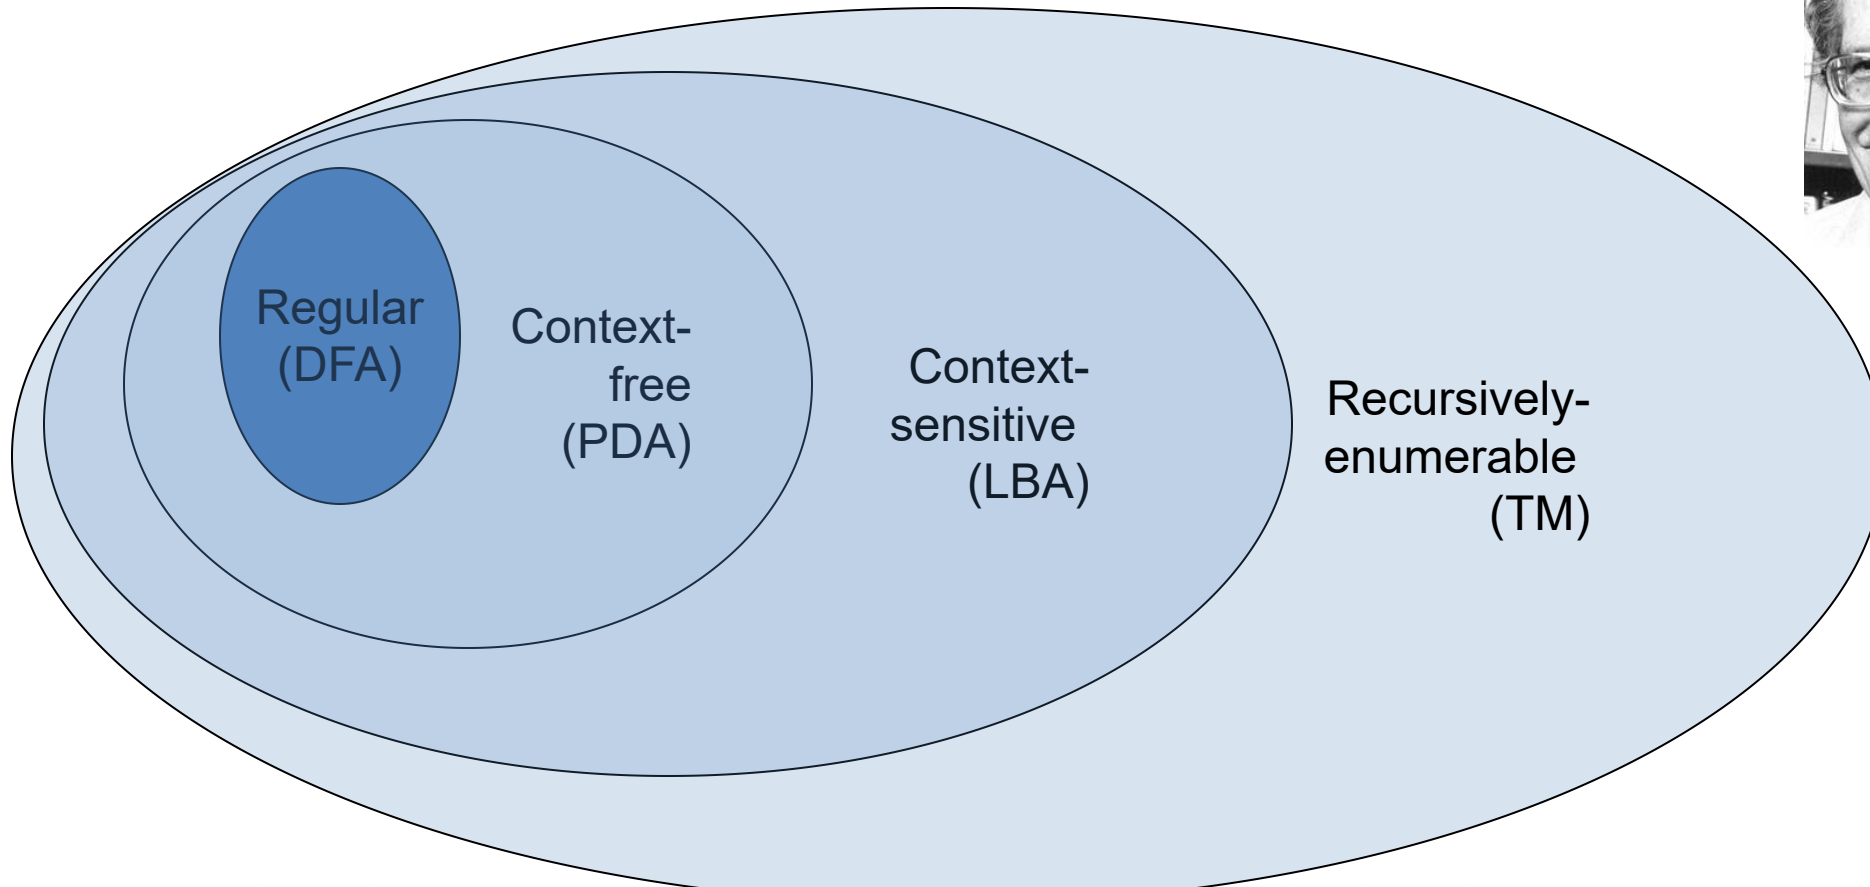 Regular
(DFA)
Context-
free
(PDA)
Context-
sensitive
(LBA)
Recursively-
enumerable
(TM)